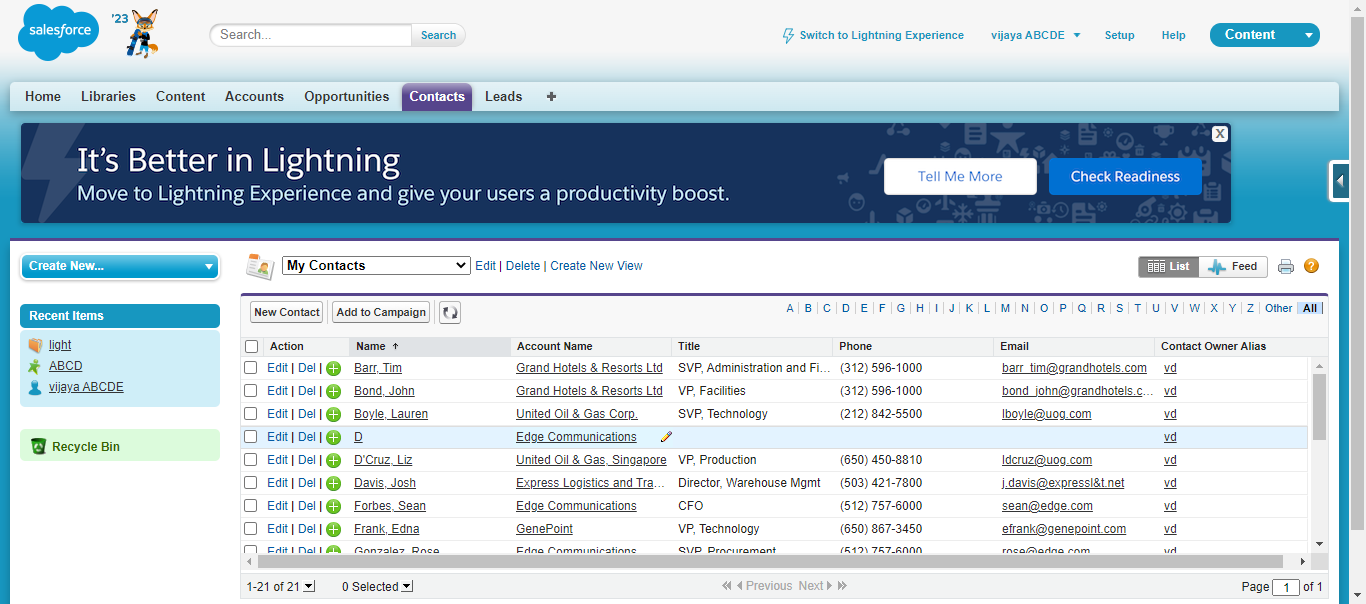 salesforce '23 Search... Search Switch to Lightning Experience vijaya ABCDE Setup Help Content
Home Libraries Content Accounts Opportunities Contacts Leads +
It's Better in Lightning
Move to Lightning Experience and give your users a productivity boost.
Tell Me More Check Readiness X
Create New...
Recent Items
light
ABCD
vijaya ABCDE
Recycle Bin
My Contacts Edit | Delete | Create New View List Feed ?
New Contact Add to Campaign A B C D E F G H I J K L M N O P Q R S T U V W X Y Z Other All
Action Name Account Name Title Phone Email Contact Owner Alias
Edit | Del | Barr, Tim Grand Hotels & Resorts Ltd SVP, Administration and Fi... (312) 596-1000 barr_tim@grandhotels.com vd
Edit | Del | Bond, John Grand Hotels & Resorts Ltd VP, Facilities (312) 596-1000 bond_john@grandhotels.c... vd
Edit | Del | Boyle, Lauren United Oil & Gas Corp. SVP, Technology (212) 842-5500 lboyle@uog.com vd
Edit | Del | D Edge Communications vd
Edit | Del | D'Cruz, Liz United Oil & Gas, Singapore VP, Production (650) 450-8810 ldcruz@uog.com vd
Edit | Del | Davis, Josh Express Logistics and Tra... Director, Warehouse Mgmt (503) 421-7800 j.davis@expressl&t.net vd
Edit | Del | Forbes, Sean Edge Communications CFO (512) 757-6000 sean@edge.com vd
Edit | Del | Frank, Edna GenePoint VP, Technology (650) 867-3450 efrank@genepoint.com vd
Edit | Del | Gonzalez, Rose Edge Communications SVP, Procurement (512) 757-6000 rose@edge.com vd
1-21 of 21 0 Selected Previous Next Page 1 of 1